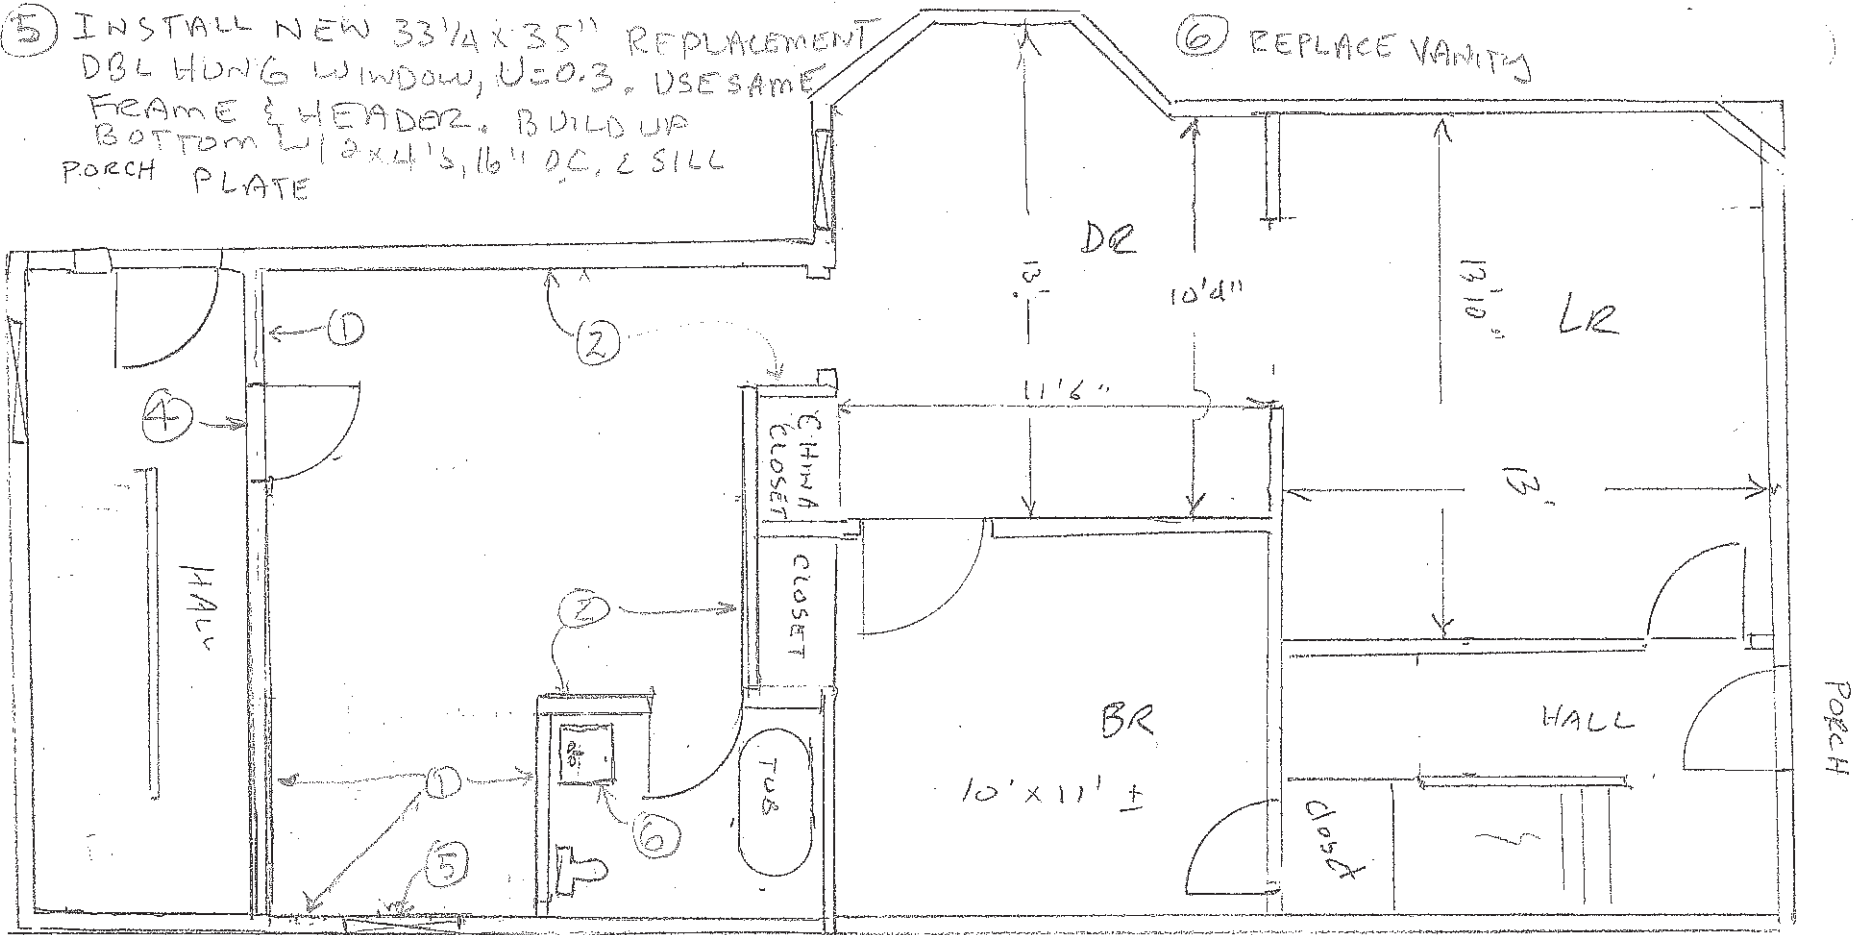 ⑤ INSTALL NEW 33 1/4 x 35" REPLACEMENT
DBL HUNG WINDOW, U=0.3. USE SAME
FRAME & HEADER. BUILD UP
BOTTOM W/ 2x4's, 16" O.C. & SILL
PLATE
PORCH
⑥ REPLACE VANITY
①
②
④
HALL
CHINA
CLOSET
CLOSET
②
①
⑤
⑥
TUB
DR
13'
10'4"
11'6"
LR
13'10"
13'
BR
10' x 11' ±
HALL
closet
PORCH